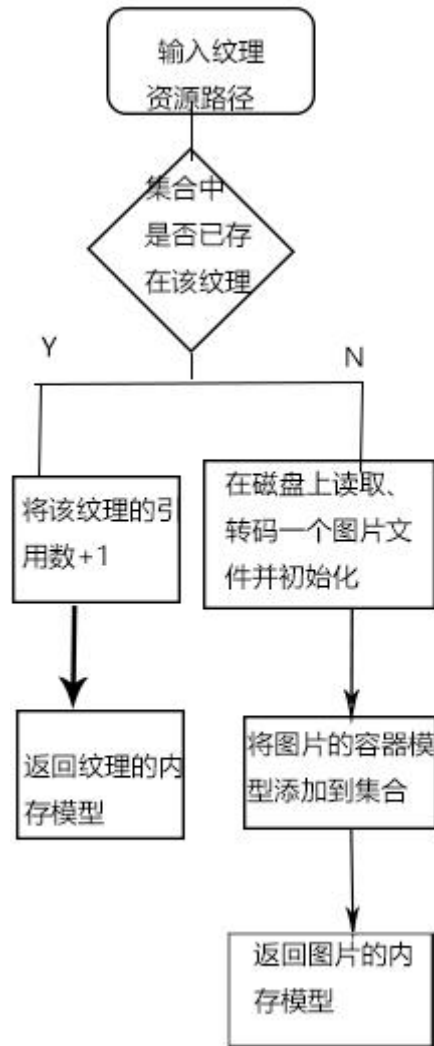 输入纹理
资源路径
集合中
是否已存
在该纹理
Y
N
将该纹理的引
用数+1
在磁盘上读取、
转码一个图片文
件并初始化
返回纹理的内
存模型
将图片的容器模
型添加到集合
返回图片的内
存模型